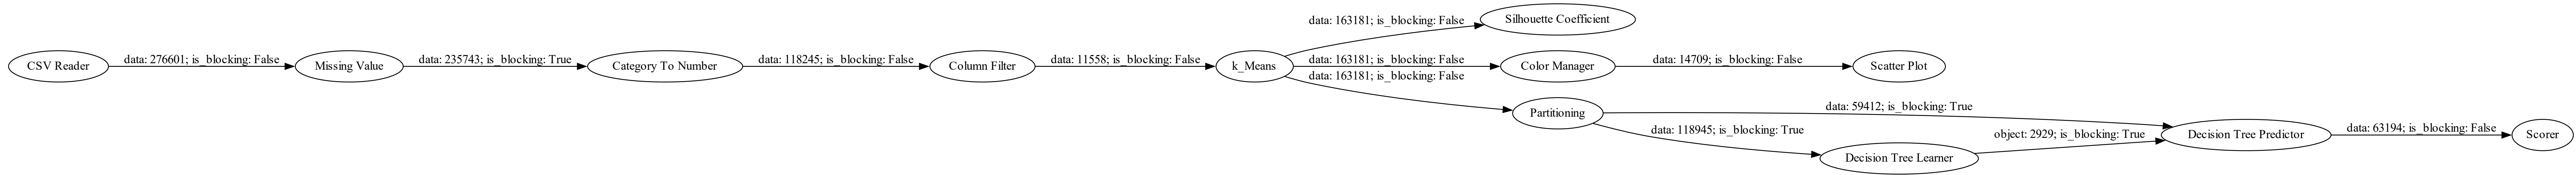 CSV Reader
data: 276601; is_blocking: False
Missing Value
data: 235743; is_blocking: True
Category To Number
data: 118245; is_blocking: False
Column Filter
data: 11558; is_blocking: False
k_Means
data: 163181; is_blocking: False
Silhouette Coefficient
data: 163181; is_blocking: False
Color Manager
data: 14709; is_blocking: False
Scatter Plot
data: 163181; is_blocking: False
Partitioning
data: 59412; is_blocking: True
data: 118945; is_blocking: True
Decision Tree Learner
object: 2929; is_blocking: True
Decision Tree Predictor
data: 63194; is_blocking: False
Scorer